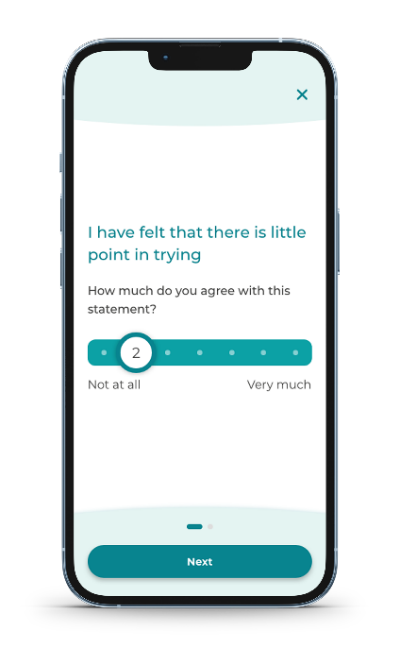 I have felt that there is little
point in trying
How much do you agree with this
statement?
2
Not at all Very much
Next